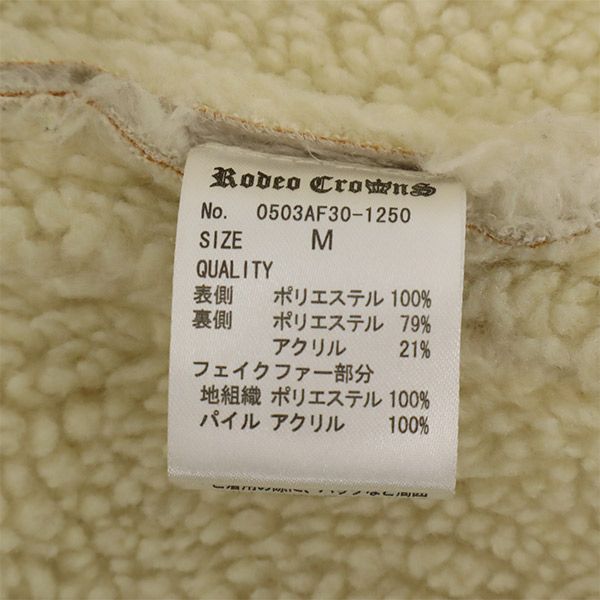 Rodeo Crowns
No. 0503AF30-1250
SIZE M
QUALITY
表側 ポリエステル 100%
裏側 ポリエステル 79%
アクリル 21%
フェイクファー部分
地組織 ポリエステル 100%
パイル アクリル 100%